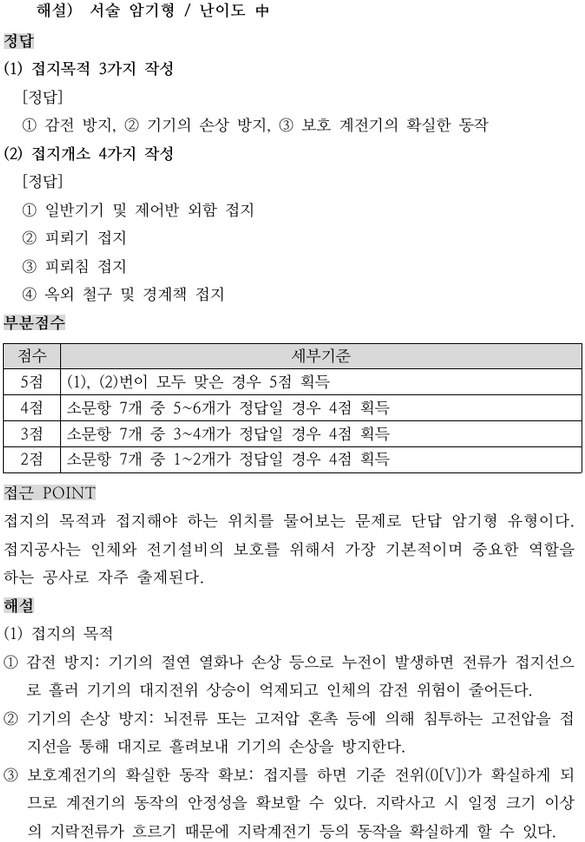 해설) 서술 암기형 / 난이도 中
정답
(1) 접지목적 3가지 작성
[정답]
① 감전 방지, ② 기기의 손상 방지, ③ 보호 계전기의 확실한 동작
(2) 접지개소 4가지 작성
[정답]
① 일반기기 및 제어반 외함 접지
② 피뢰기 접지
③ 피뢰침 접지
④ 옥외 철구 및 경계책 접지
부분점수
점수 세부기준
5점 (1), (2)번이 모두 맞은 경우 5점 획득
4점 소문항 7개 중 5~6개가 정답일 경우 4점 획득
3점 소문항 7개 중 3~4개가 정답일 경우 4점 획득
2점 소문항 7개 중 1~2개가 정답일 경우 4점 획득
접근 POINT
접지의 목적과 접지해야 하는 위치를 물어보는 문제로 단답 암기형 유형이다.
접지공사는 인체와 전기설비의 보호를 위해서 가장 기본적이며 중요한 역할을
하는 공사로 자주 출제된다.
해설
(1) 접지의 목적
① 감전 방지: 기기의 절연 열화나 손상 등으로 누전이 발생하면 전류가 접지선으
로 흘러 기기의 대지전위 상승이 억제되고 인체의 감전 위험이 줄어든다.
② 기기의 손상 방지: 뇌전류 또는 고저압 혼촉 등에 의해 침투하는 고전압을 접
지선을 통해 대지로 흘려보내 기기의 손상을 방지한다.
③ 보호계전기의 확실한 동작 확보: 접지를 하면 기준 전위(0[V])가 확실하게 되
므로 계전기의 동작의 안정성을 확보할 수 있다. 지락사고 시 일정 크기 이상
의 지락전류가 흐르기 때문에 지락계전기 등의 동작을 확실하게 할 수 있다.